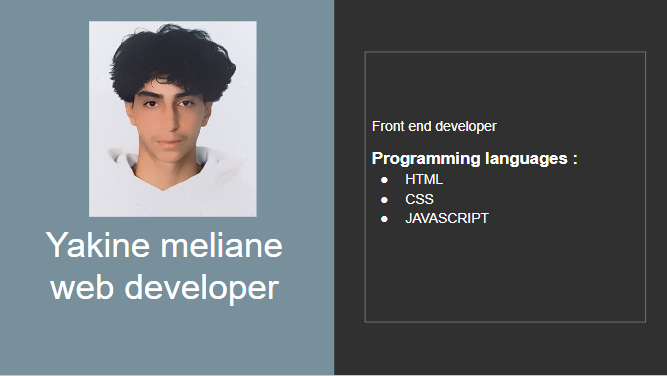 Yakine meliane
web developer
Front end developer
Programming languages :
● HTML
● CSS
● JAVASCRIPT